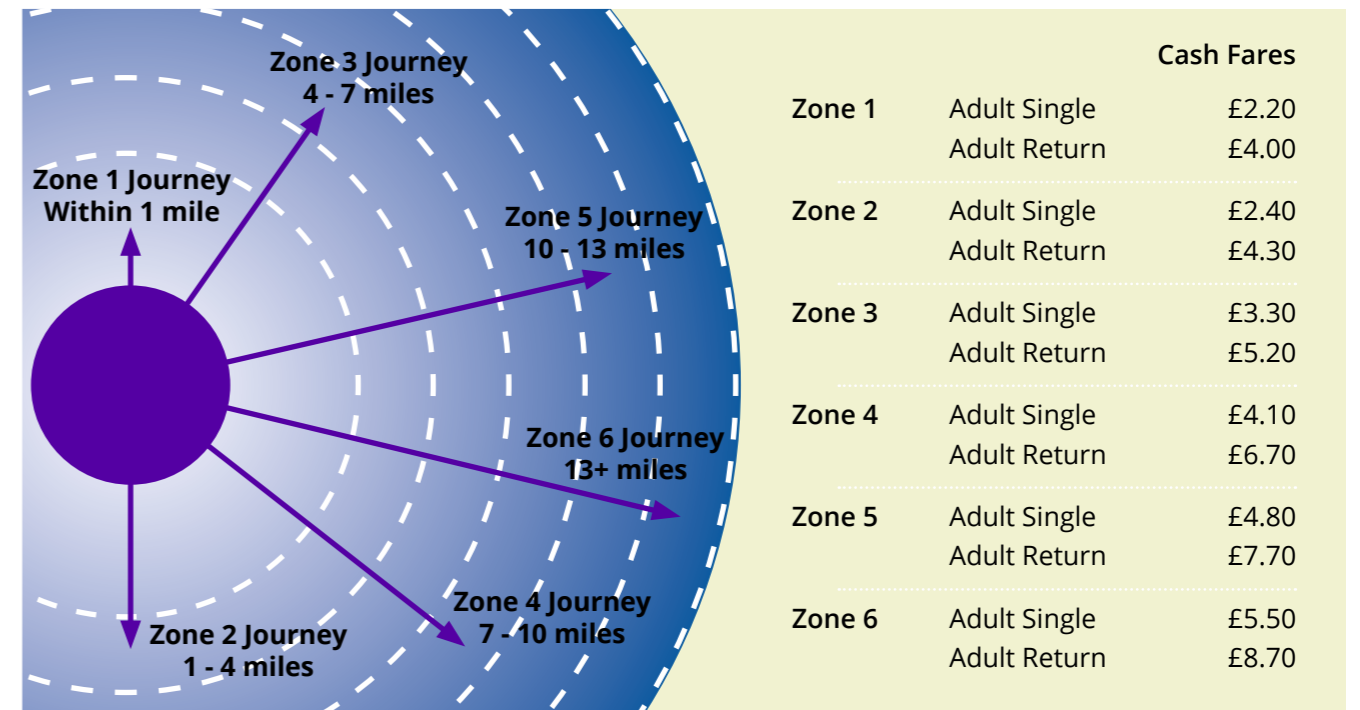 Zone 3 Journey
4 - 7 miles
Zone 1 Journey
Within 1 mile
Zone 5 Journey
10 - 13 miles
Zone 6 Journey
13+ miles
Zone 4 Journey
7 - 10 miles
Zone 2 Journey
1 - 4 miles
Cash Fares
Zone 1 Adult Single £2.20
Adult Return £4.00
Zone 2 Adult Single £2.40
Adult Return £4.30
Zone 3 Adult Single £3.30
Adult Return £5.20
Zone 4 Adult Single £4.10
Adult Return £6.70
Zone 5 Adult Single £4.80
Adult Return £7.70
Zone 6 Adult Single £5.50
Adult Return £8.70